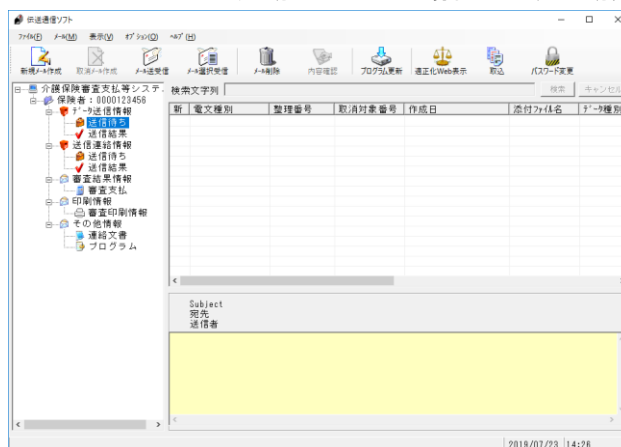 伝送通信ソフト
ファイル(F) メール(M) 表示(V) オプション(O) ヘルプ(H)
新規メール作成 取消メール作成 メール送受信 メール選択受信 メール削除 内容確認 プログラム更新 適正化Web表示 取込 パスワード変更
介護保険審査支払等システ
保険者：0000123456
データ送信情報
送信待ち
送信結果
送信連絡情報
送信待ち
送信結果
審査結果情報
審査支払
印刷情報
審査印刷情報
その他情報
連絡文書
プログラム
検索文字列 検索 キャンセル
新 電文種別 整理番号 取消対象番号 作成日 添付ファイル名 データ種別
Subject
宛先
送信者
2018/07/23 14:26